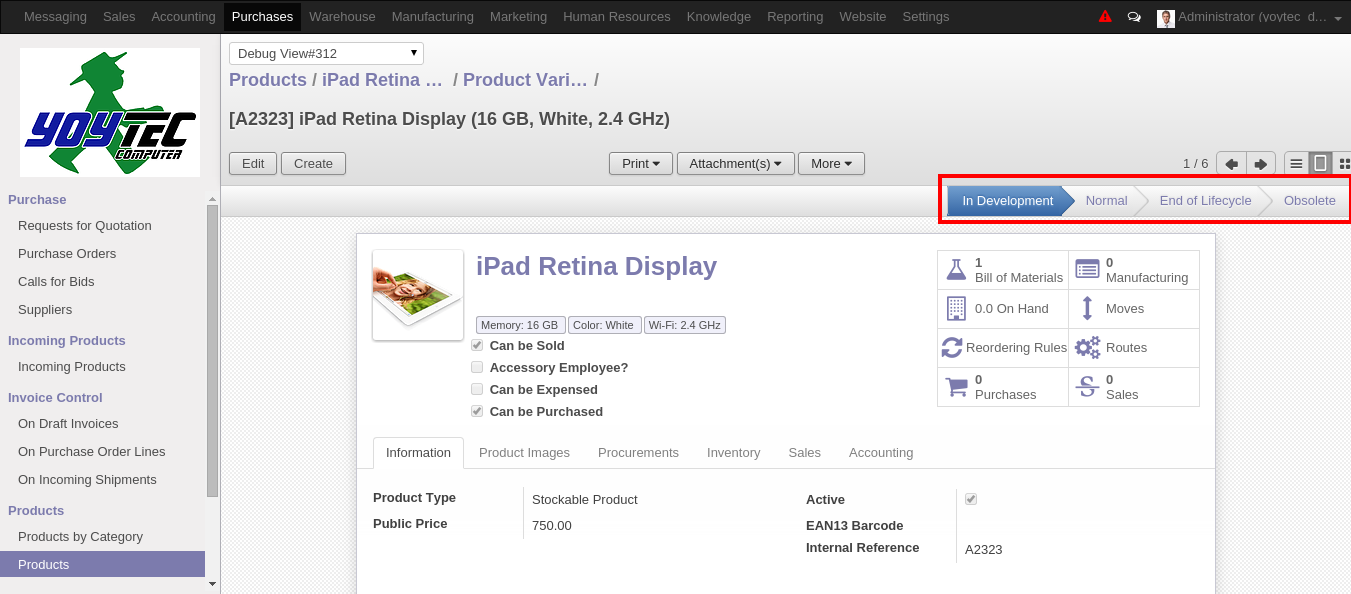 Messaging Sales Accounting Purchases Warehouse Manufacturing Marketing Human Resources Knowledge Reporting Website Settings Administrator (yoytec_d...
YOYTEC
COMPUTER
Debug View#312
Products / iPad Retina ... / Product Vari... /
[A2323] iPad Retina Display (16 GB, White, 2.4 GHz)
Edit Create Print Attachment(s) More 1 / 6
In Development Normal End of Lifecycle Obsolete
Purchase
Requests for Quotation
Purchase Orders
Calls for Bids
Suppliers
Incoming Products
Incoming Products
Invoice Control
On Draft Invoices
On Purchase Order Lines
On Incoming Shipments
Products
Products by Category
Products
iPad Retina Display
Memory: 16 GB Color: White Wi-Fi: 2.4 GHz
Can be Sold
Accessory Employee?
Can be Expensed
Can be Purchased
1
Bill of Materials
0
Manufacturing
0.0 On Hand
Moves
Reordering Rules
Routes
0
Purchases
0
Sales
Information Product Images Procurements Inventory Sales Accounting
Product Type Stockable Product
Public Price 750.00
Active
EAN13 Barcode
Internal Reference A2323